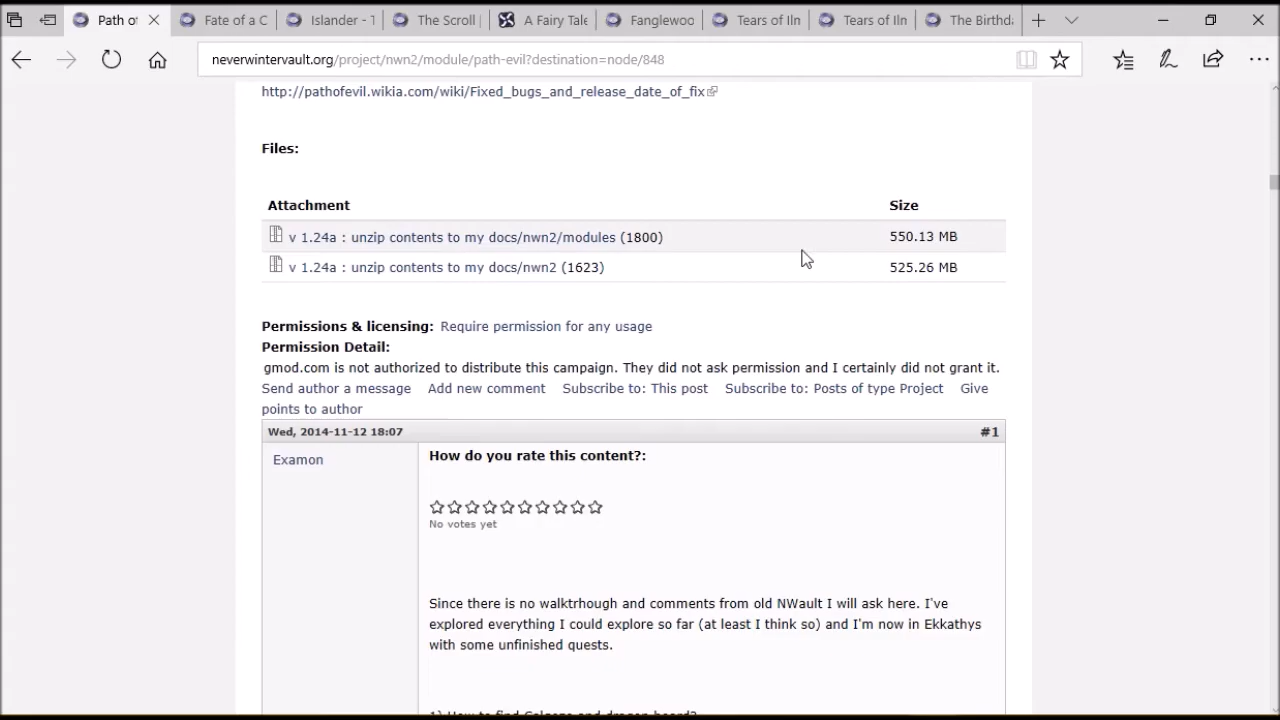 Path of
Fate of a C
Islander - T
The Scroll
A Fairy Tale
Fanglewoo
Tears of Iln
Tears of Iln
The Birthda
neverwintervault.org/project/nwn2/module/path-evil?destination=node/848
http://pathofevil.wikia.com/wiki/Fixed_bugs_and_release_date_of_fix
Files:
Attachment Size
v 1.24a : unzip contents to my docs/nwn2/modules (1800) 550.13 MB
v 1.24a : unzip contents to my docs/nwn2 (1623) 525.26 MB
Permissions & licensing: Require permission for any usage
Permission Detail:
gmod.com is not authorized to distribute this campaign. They did not ask permission and I certainly did not grant it.
Send author a message Add new comment Subscribe to: This post Subscribe to: Posts of type Project Give
points to author
Wed, 2014-11-12 18:07 #1
Examon
How do you rate this content?:
No votes yet
Since there is no walktrhough and comments from old NWault I will ask here. I've
explored everything I could explore so far (at least I think so) and I'm now in Ekkathys
with some unfinished quests.